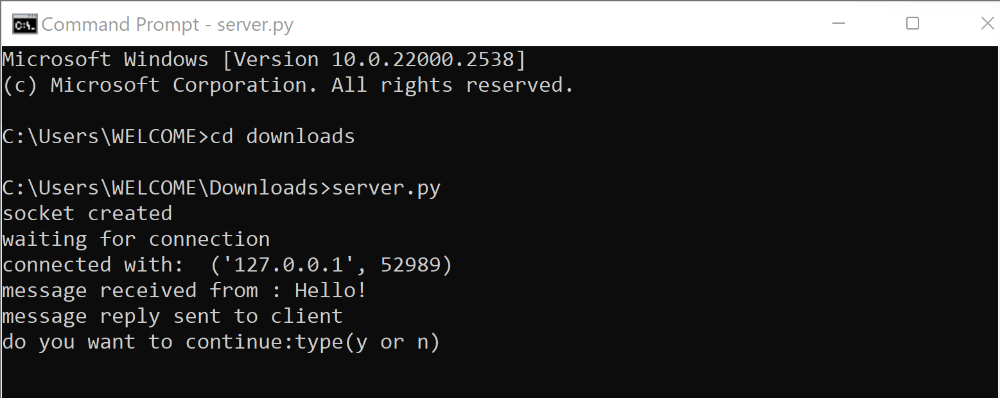 Command Prompt - server.py
Microsoft Windows [Version 10.0.22000.2538]
(c) Microsoft Corporation. All rights reserved.
C:\Users\WELCOME>cd downloads
C:\Users\WELCOME\Downloads>server.py
socket created
waiting for connection
connected with:  ('127.0.0.1', 52989)
message received from : Hello!
message reply sent to client
do you want to continue:type(y or n)